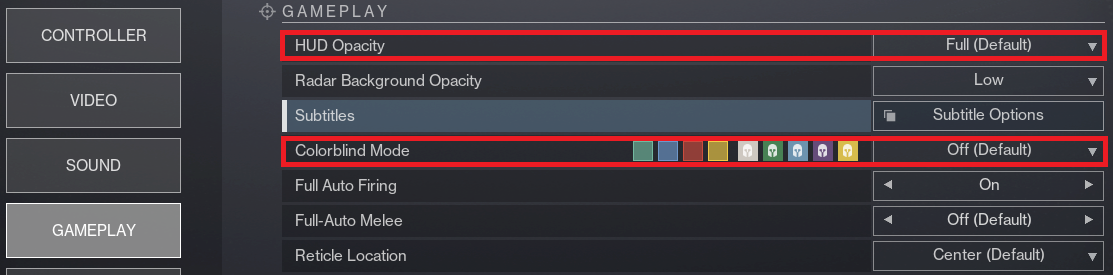 CONTROLLER
VIDEO
SOUND
GAMEPLAY
GAMEPLAY
HUD Opacity Full (Default)
Radar Background Opacity Low
Subtitles Subtitle Options
Colorblind Mode Off (Default)
Full Auto Firing On
Full-Auto Melee Off (Default)
Reticle Location Center (Default)